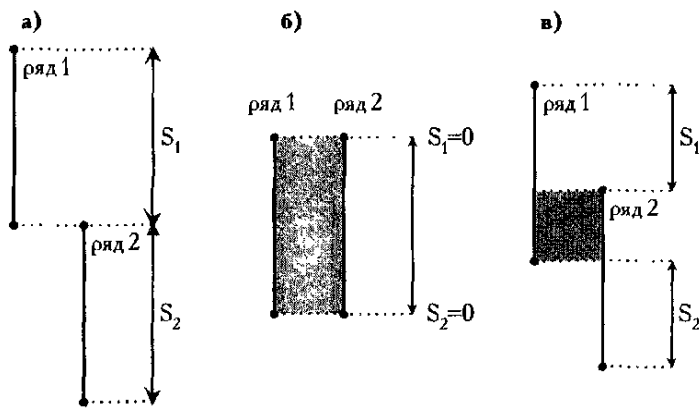 а)
ряд 1
S₁
ряд 2
S₂
б)
ряд 1 ряд 2
S₁=0
S₂=0
в)
ряд 1
S₁
ряд 2
S₂